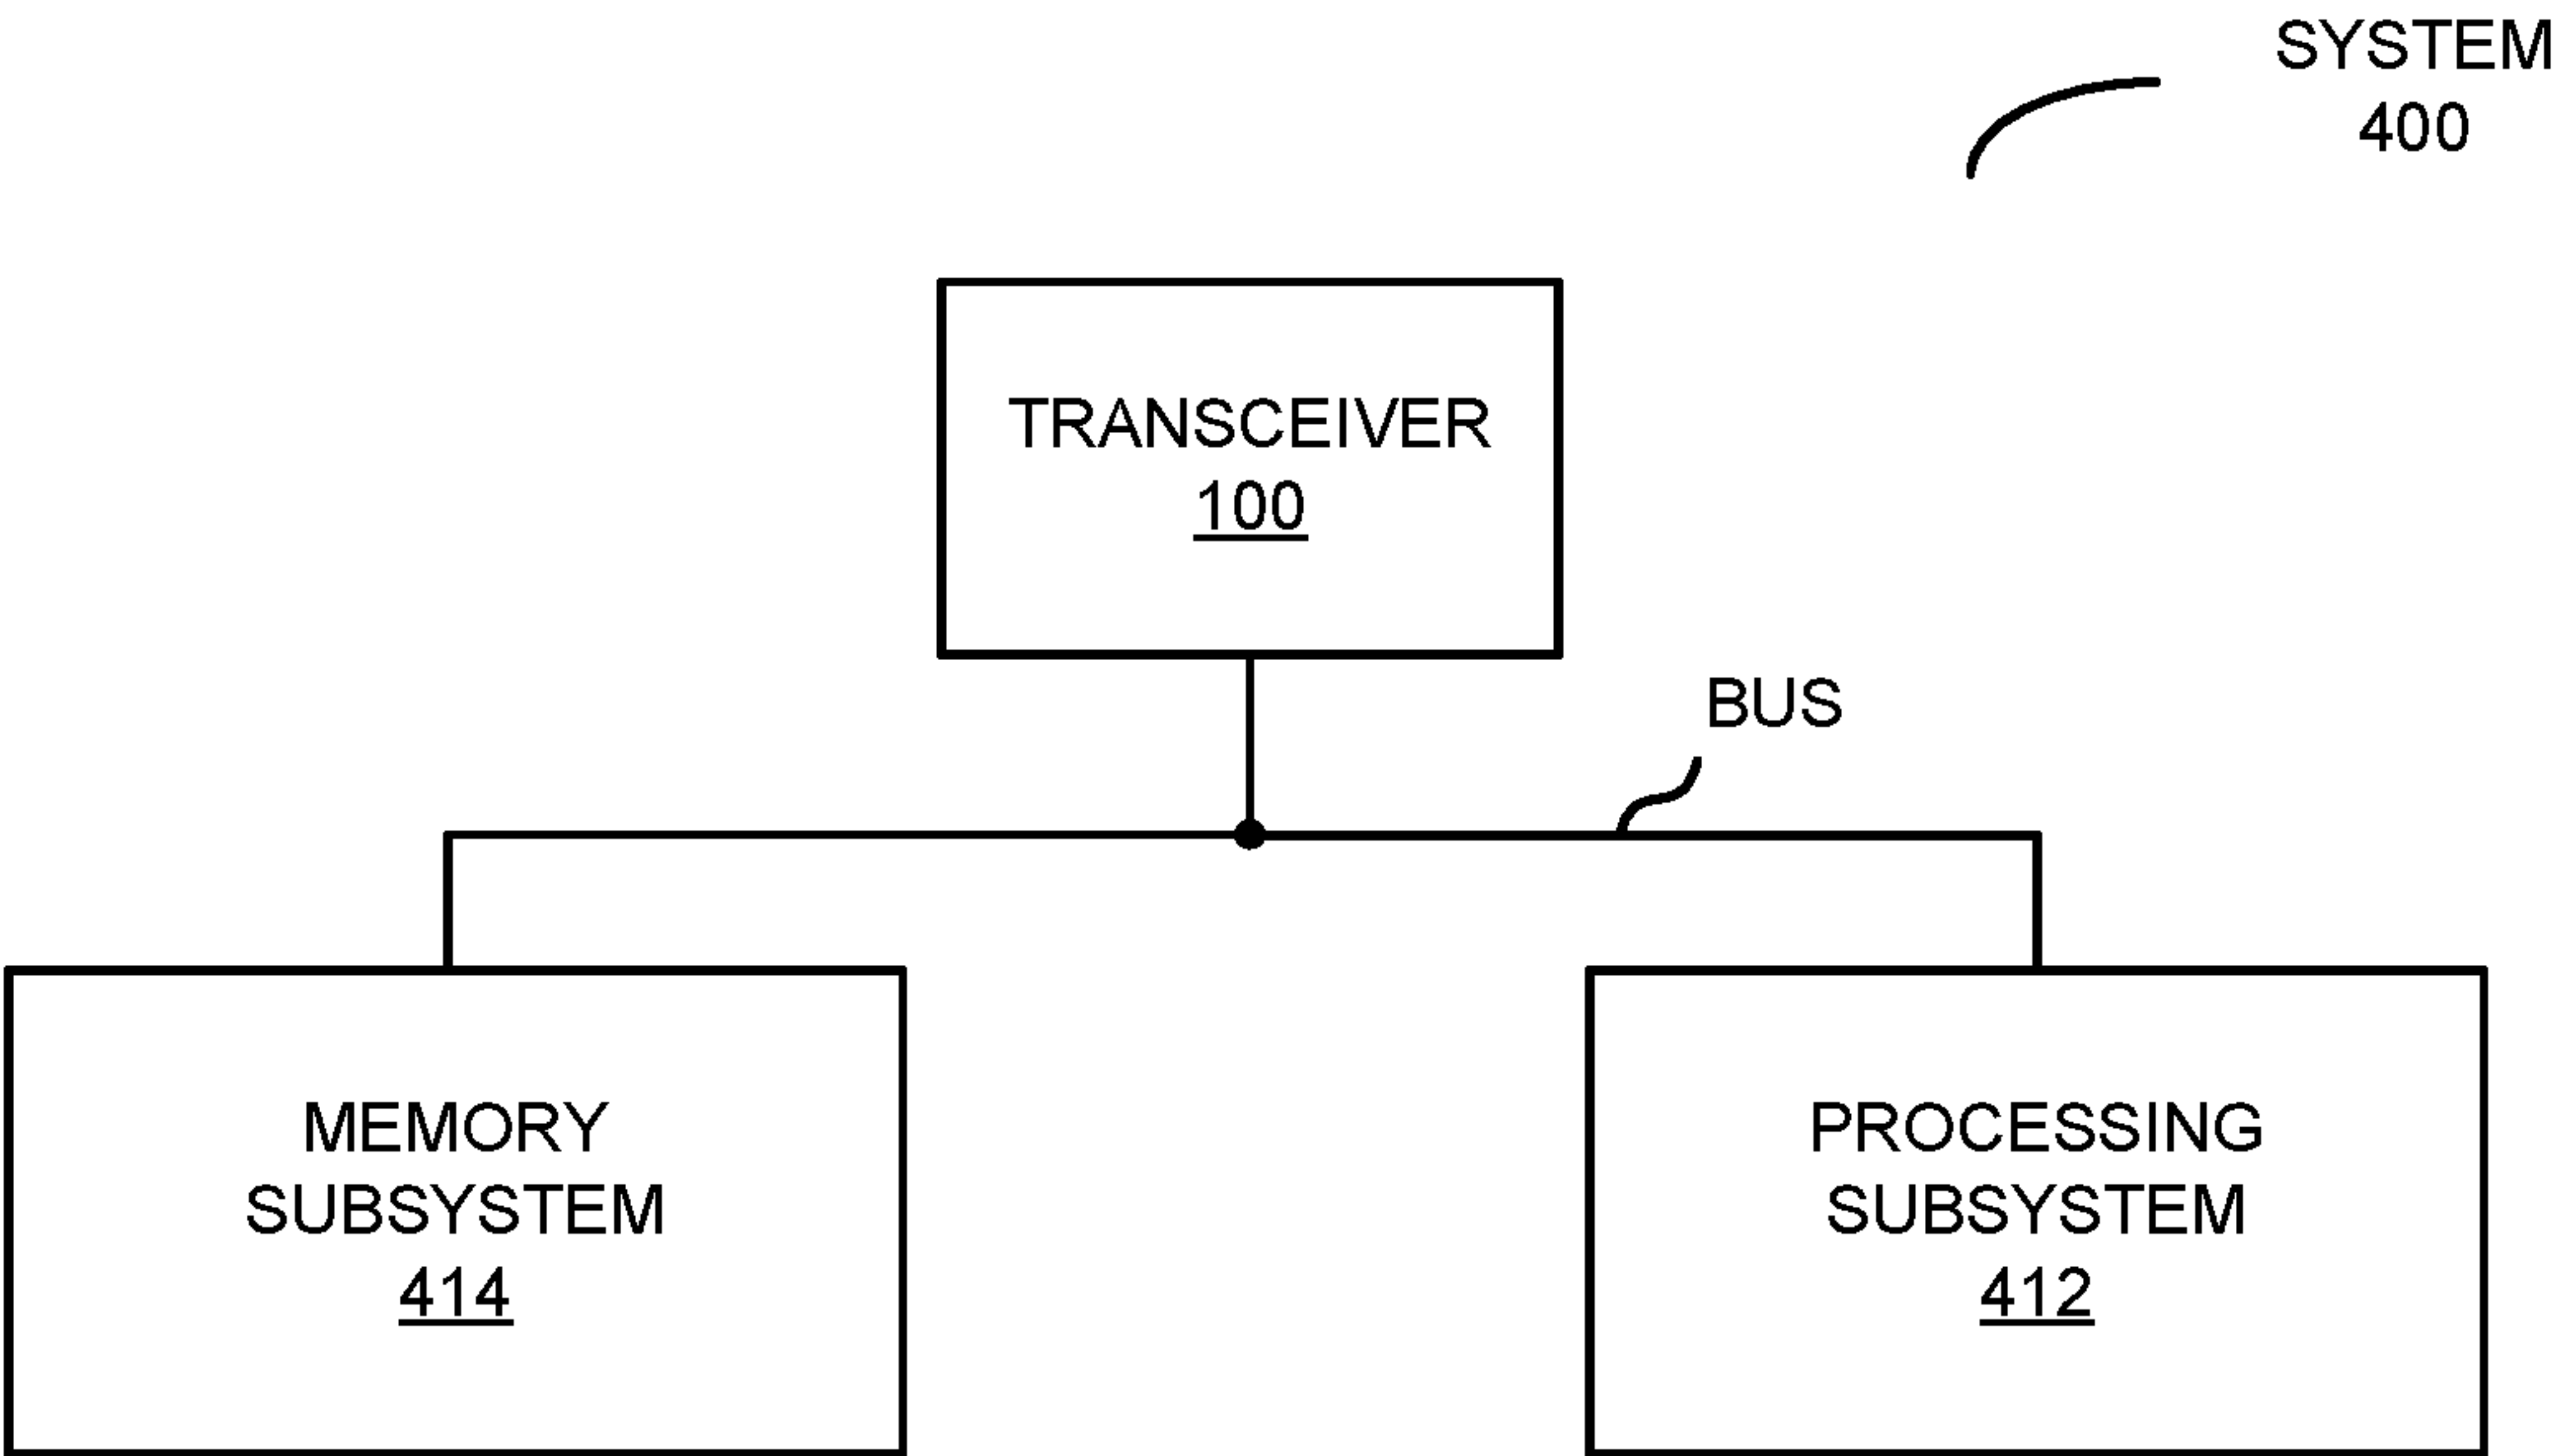 SYSTEM
400
TRANSCEIVER
100
BUS
MEMORY
SUBSYSTEM
414
PROCESSING
SUBSYSTEM
412